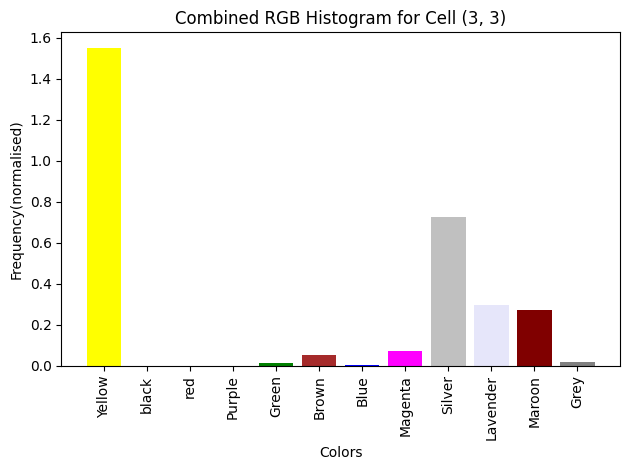 Combined RGB Histogram for Cell (3, 3)
Frequency(normalised)
1.6
1.4
1.2
1.0
0.8
0.6
0.4
0.2
0.0
Yellow
black
red
Purple
Green
Brown
Blue
Magenta
Silver
Lavender
Maroon
Grey
Colors